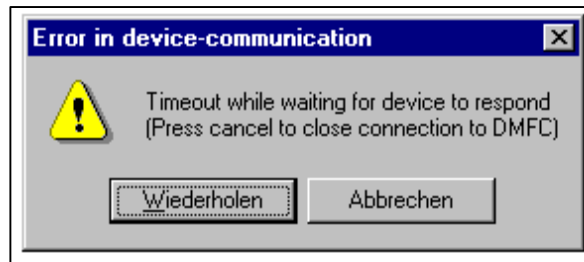 Error in device-communication
Timeout while waiting for device to respond
(Press cancel to close connection to DMFC)
Wiederholen
Abbrechen